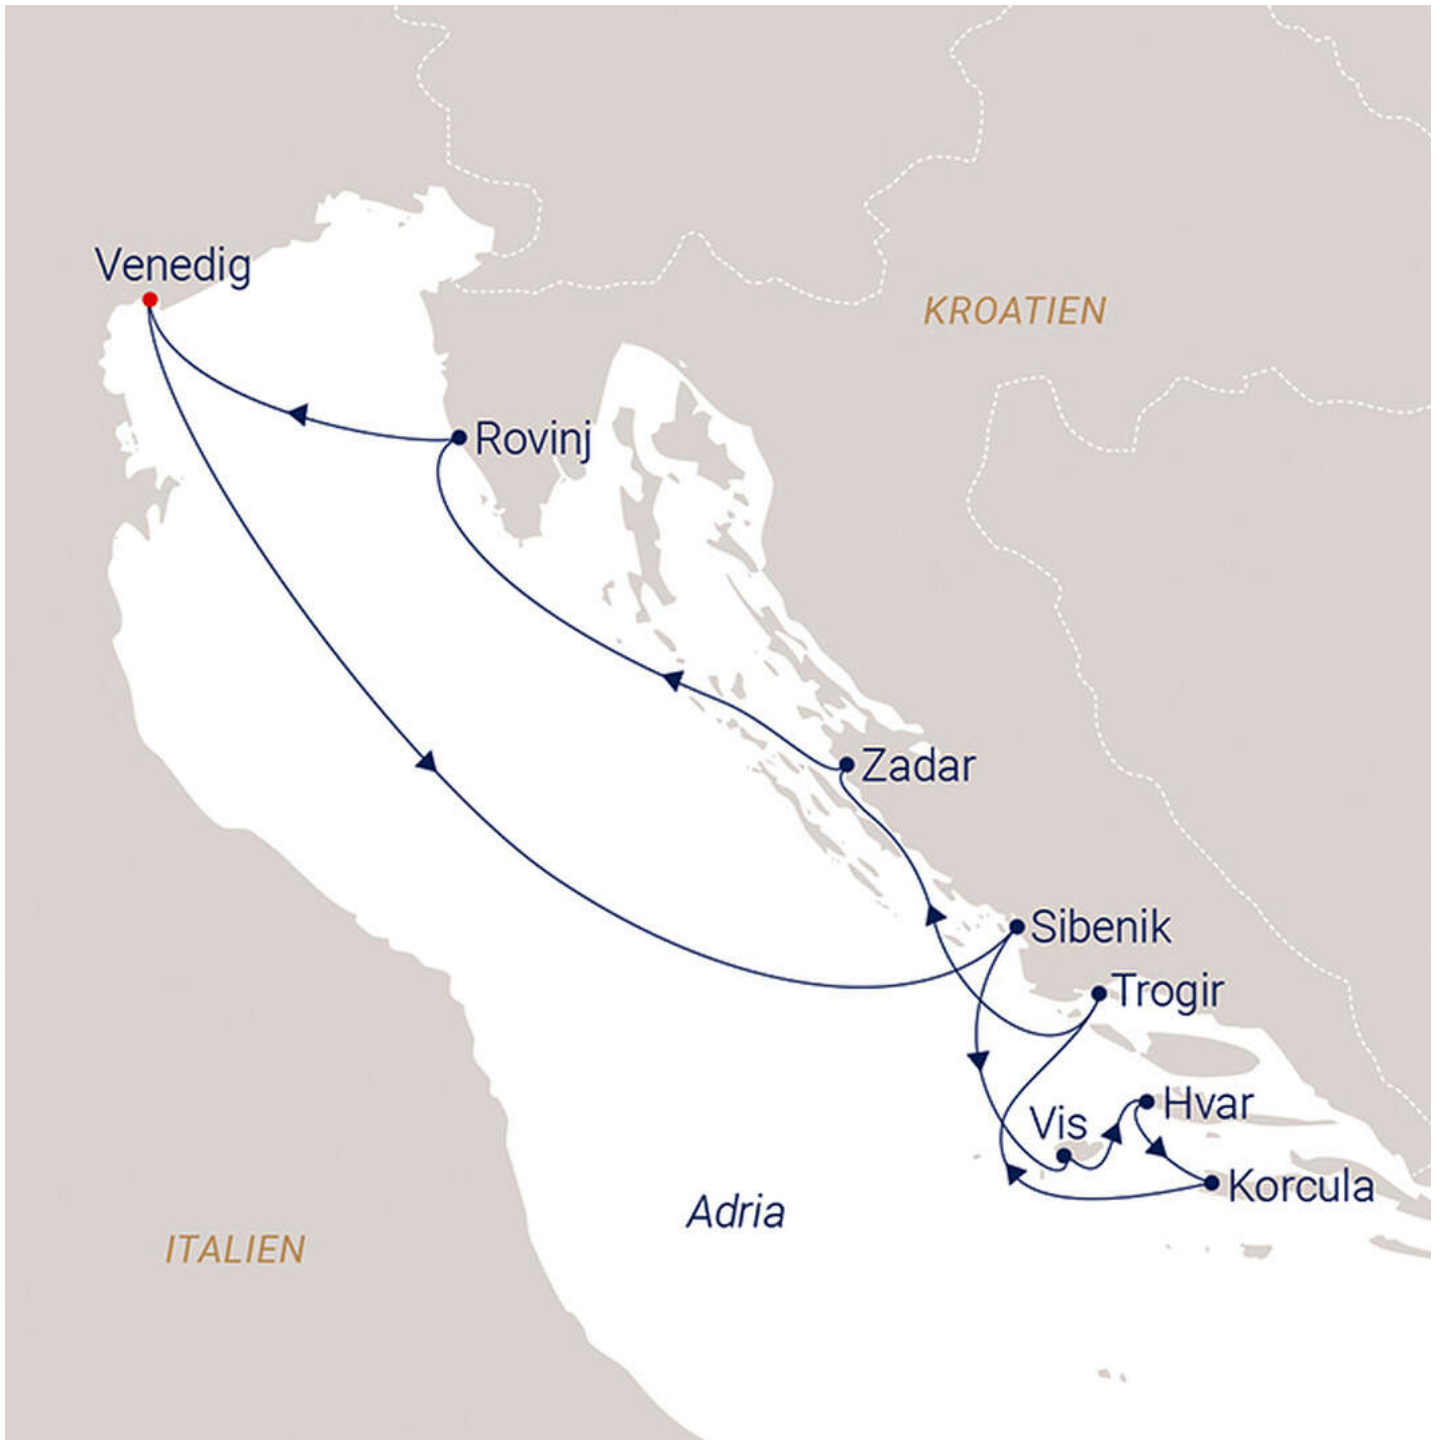 Venedig
KROATIEN
Rovinj
Zadar
Sibenik
Trogir
Hvar
Vis
Korcula
Adria
ITALIEN